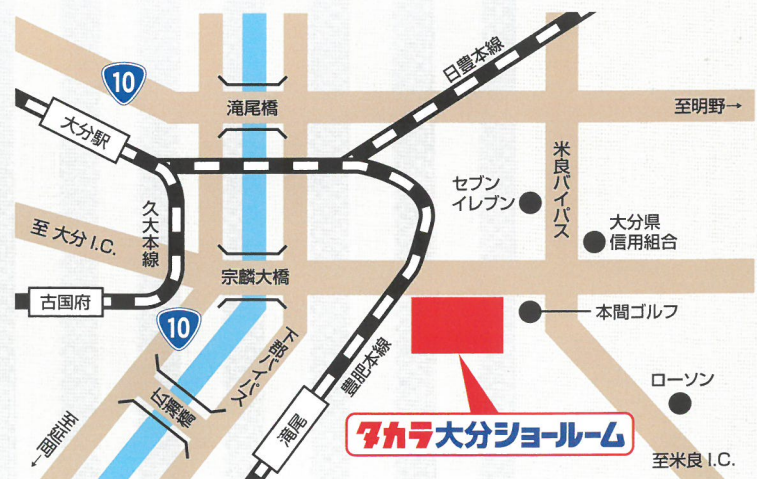 日豊本線
10
滝尾橋
至明野→
大分駅
久大本線
米良バイパス
セブン
イレブン
大分県
信用組合
至 大分 I.C.
宗麟大橋
古国府
10
本間ゴルフ
下郡バイパス
豊肥本線
広瀬橋
ローソン
滝尾
タカラ大分ショールーム
至米良 I.C.